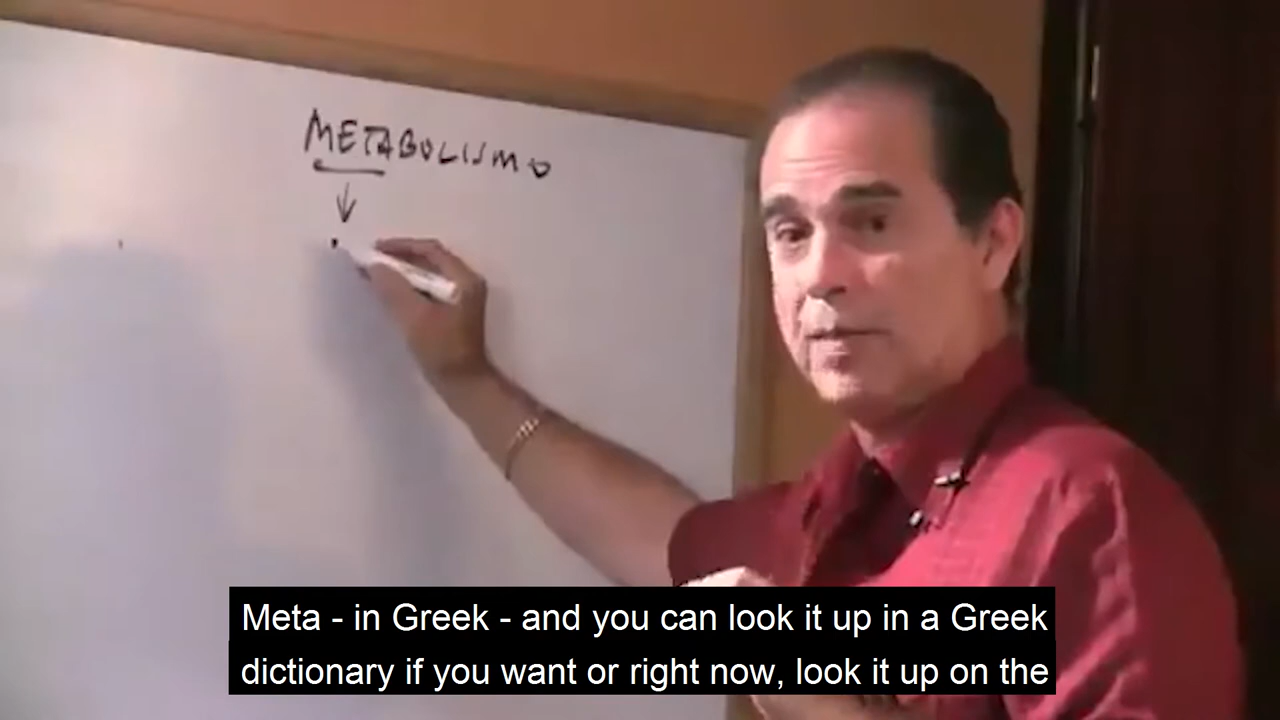 METABOLISMO
Meta - in Greek - and you can look it up in a Greek
dictionary if you want or right now, look it up on the